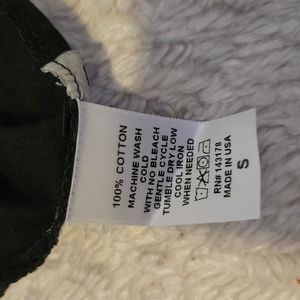 100% COTTON
MACHINE WASH
COLD
WITH NO BLEACH
GENTLE CYCLE
TUMBLE DRY LOW
COOL IRON
WHEN NEEDED
RN# 143178
MADE IN USA
S